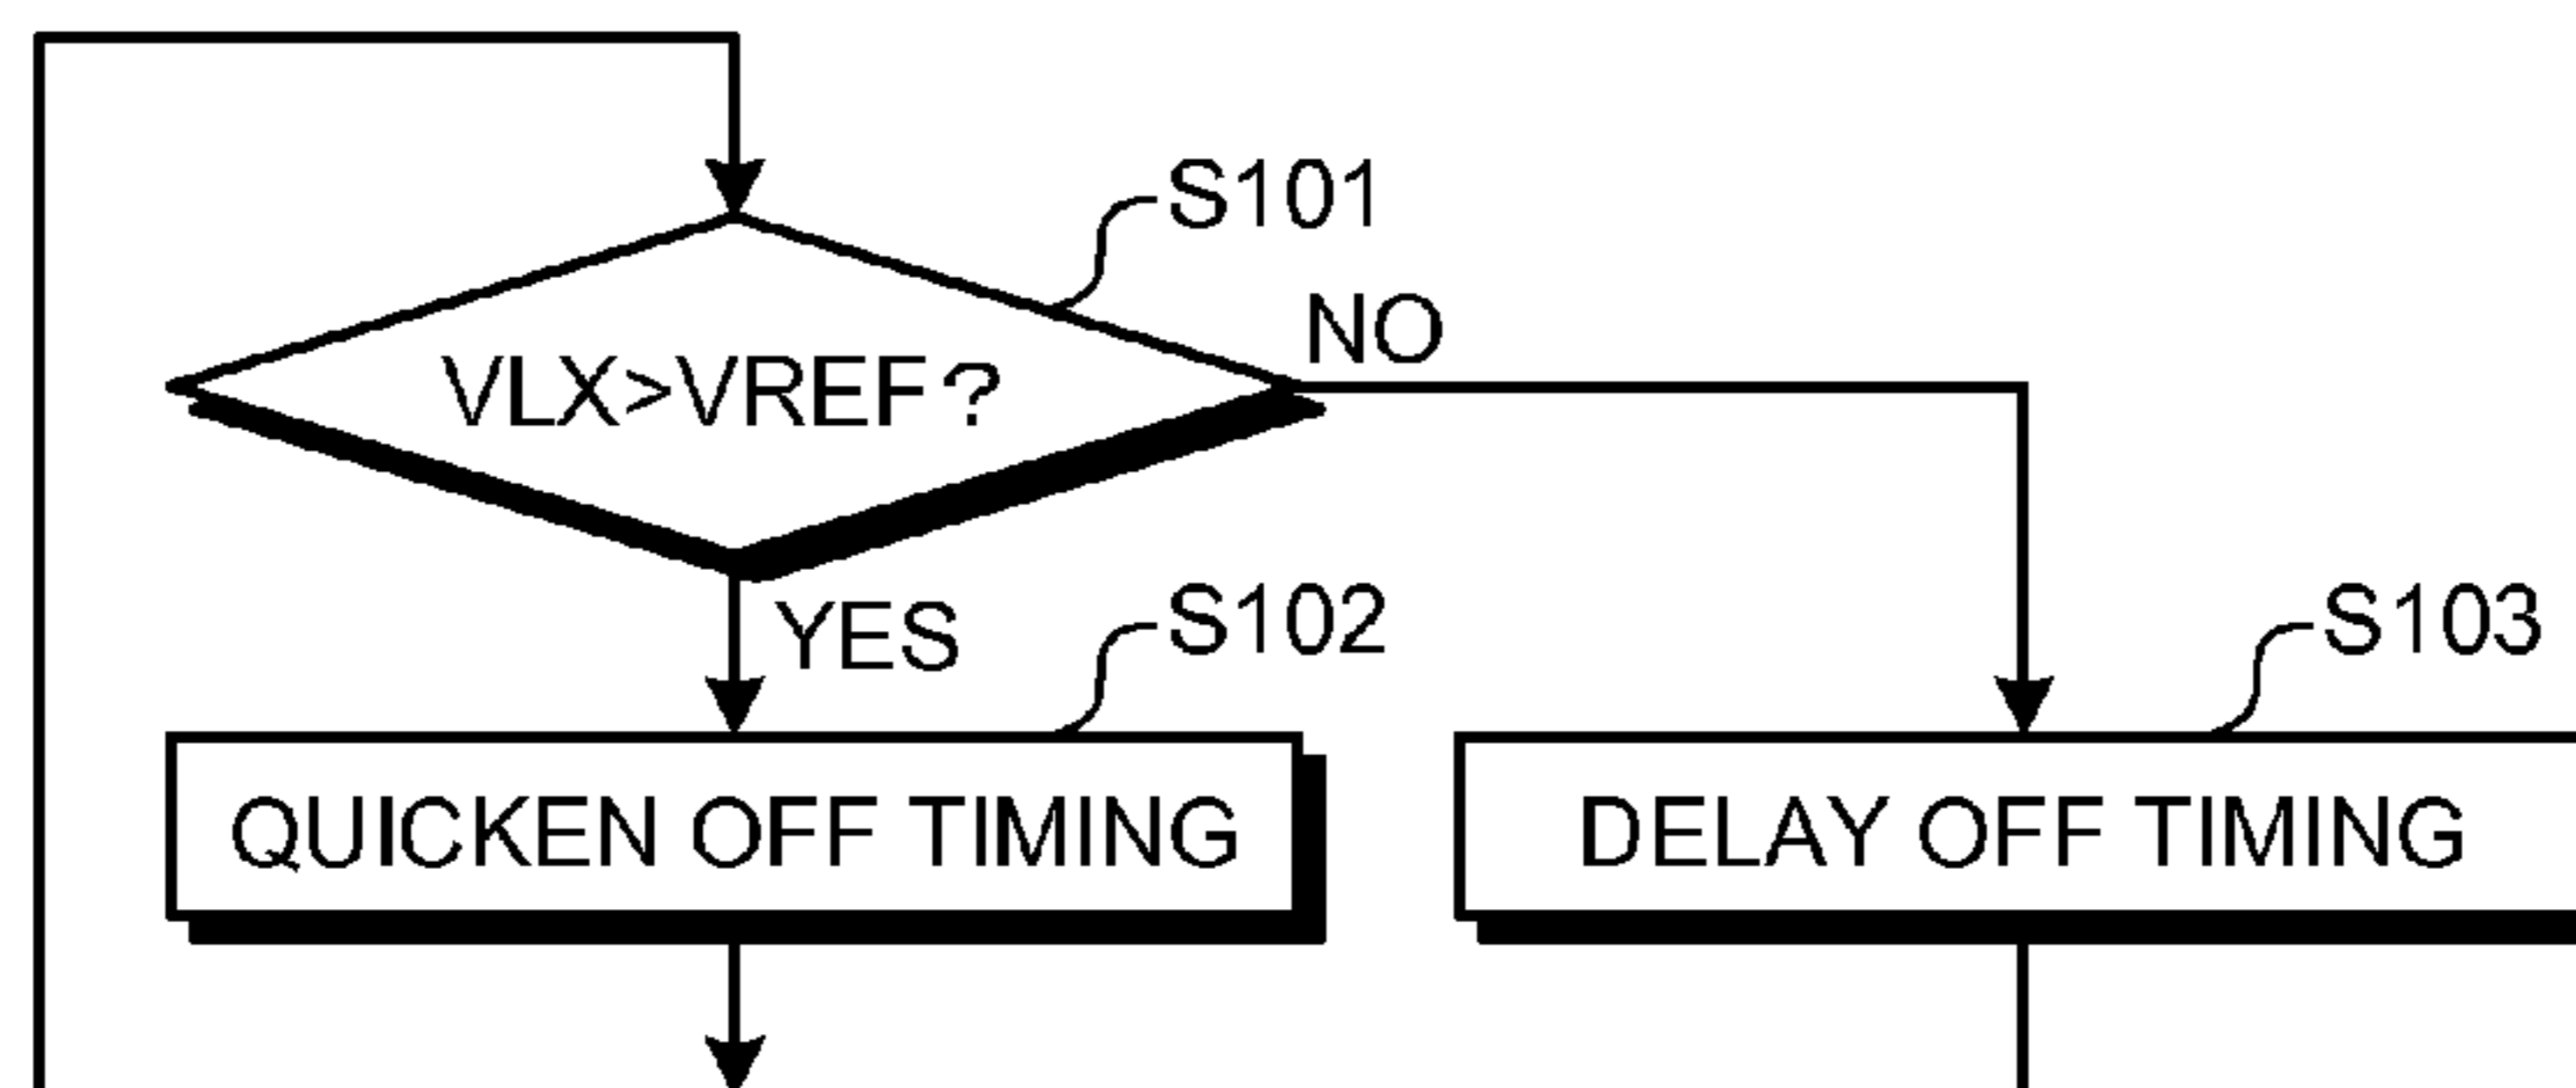 S101
NO
VLX>VREF?
YES
S102
S103
QUICKEN OFF TIMING
DELAY OFF TIMING